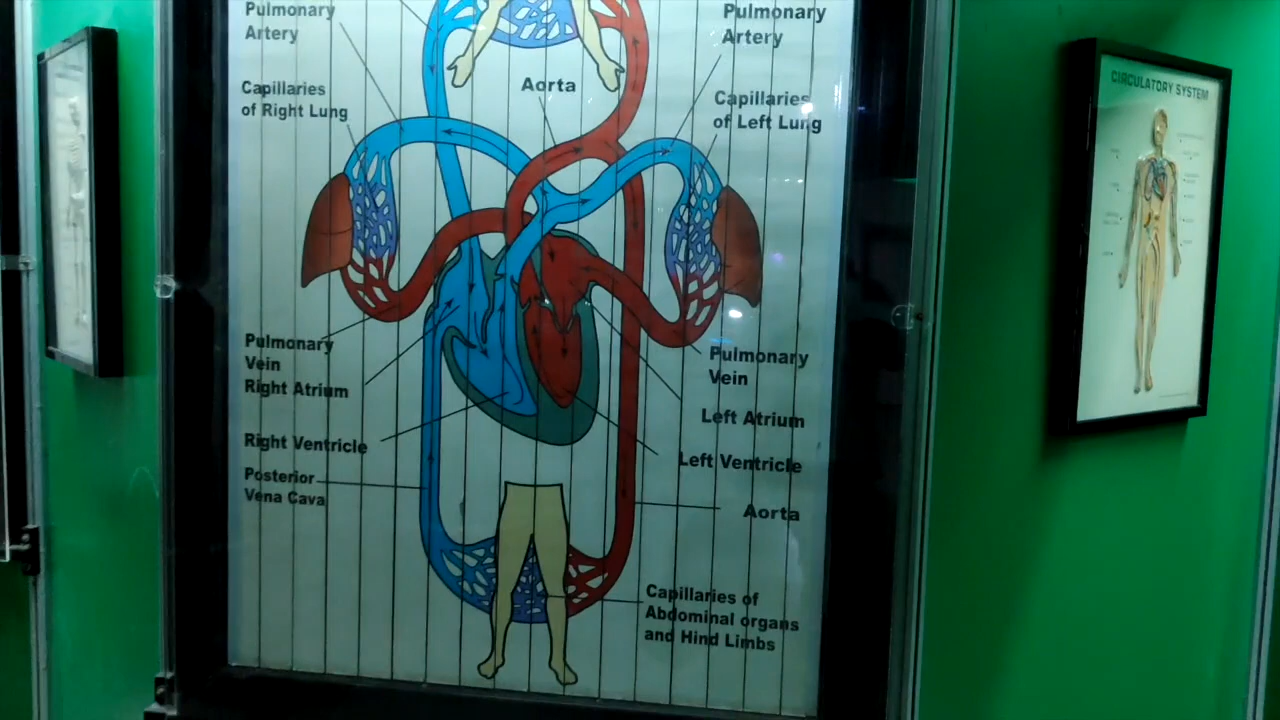 Pulmonary
Artery
Capillaries
of Right Lung
Aorta
Pulmonary
Artery
Capillaries
of Left Lung
Pulmonary
Vein
Right Atrium
Right Ventricle
Posterior
Vena Cava
Pulmonary
Vein
Left Atrium
Left Ventricle
Aorta
Capillaries of
Abdominal organs
and Hind Limbs
CIRCULATORY SYSTEM